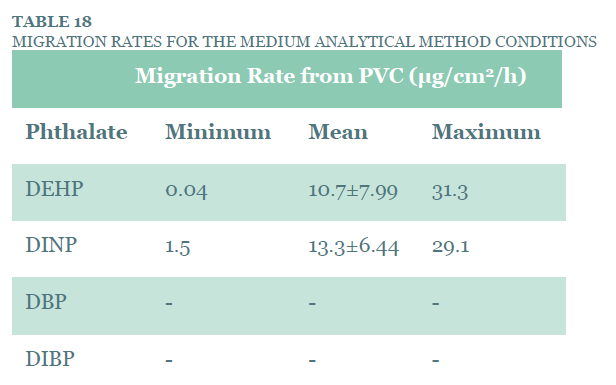 TABLE 18
MIGRATION RATES FOR THE MEDIUM ANALYTICAL METHOD CONDITIONS
Migration Rate from PVC (µg/cm²/h)
Phthalate Minimum Mean Maximum
DEHP 0.04 10.7±7.99 31.3
DINP 1.5 13.3±6.44 29.1
DBP - - -
DIBP - - -